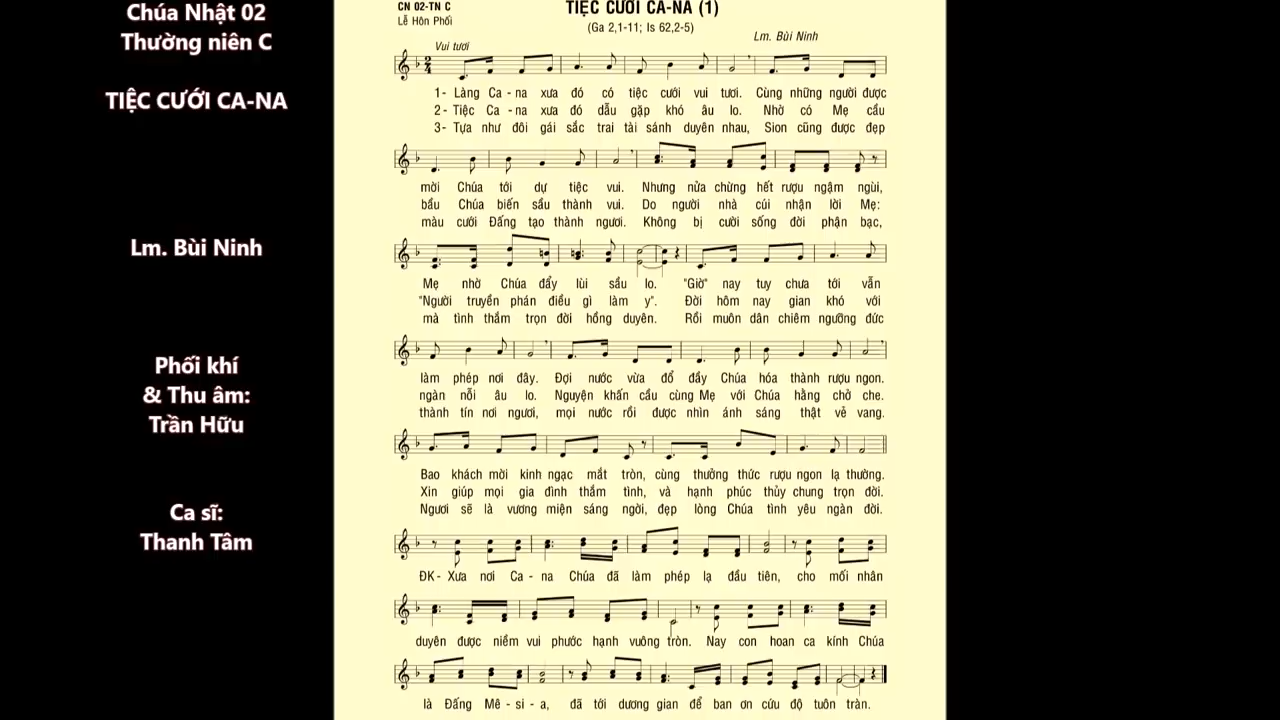 Chúa Nhật 02
Thường niên C
TIỆC CƯỚI CA-NA
Lm. Bùi Ninh
Phối khí
& Thu âm:
Trần Hữu
Ca sĩ:
Thanh Tâm
CN 02-TN C
Lễ Hôn Phối
TIỆC CƯỚI CA-NA (1)
(Ga 2,1-11; Is 62,2-5)
Lm. Bùi Ninh
Vui tươi
1- Làng Ca - na xưa đó có tiệc cưới vui tươi. Cùng những người được
2- Tiệc Ca - na xưa đó dẫu gặp khó âu lo. Nhờ có Mẹ cầu
3- Tựa như đôi gái sắc trai tài sánh duyên nhau, Sion cũng được đẹp
mời Chúa tới dự tiệc vui. Nhưng nửa chừng hết rượu ngậm ngùi,
bầu Chúa biến sầu thành vui. Do người nhà cúi nhận lời Mẹ:
màu cưới Đấng tạo thành ngươi. Không bị cười sống đời phận bạc,
Mẹ nhờ Chúa đẩy lùi sầu lo. "Giờ" nay tuy chưa tới vẫn
"Người truyền phán điều gì làm y". Đời hôm nay gian khó với
mà tình thắm trọn đời hồng duyên. Rồi muôn dân chiêm ngưỡng đức
làm phép nơi đây. Đợi nước vừa đổ đầy Chúa hóa thành rượu ngon.
ngàn nỗi âu lo. Nguyện khấn cầu cùng Mẹ với Chúa hằng chở che.
thành tín nơi ngươi, mọi nước rồi được nhìn ánh sáng thật vẻ vang.
Bao khách mời kinh ngạc mắt tròn, cùng thưởng thức rượu ngon lạ thường.
Xin giúp mọi gia đình thắm tình, và hạnh phúc thủy chung trọn đời.
Ngươi sẽ là vương miện sáng ngời, đẹp lòng Chúa tình yêu ngàn đời.
ĐK- Xưa nơi Ca - na Chúa đã làm phép lạ đầu tiên, cho mối nhân
duyên được niềm vui phước hạnh vuông tròn. Nay con hoan ca kính Chúa
là Đấng Mê - si - a, đã tới dương gian để ban ơn cứu độ tuôn tràn.